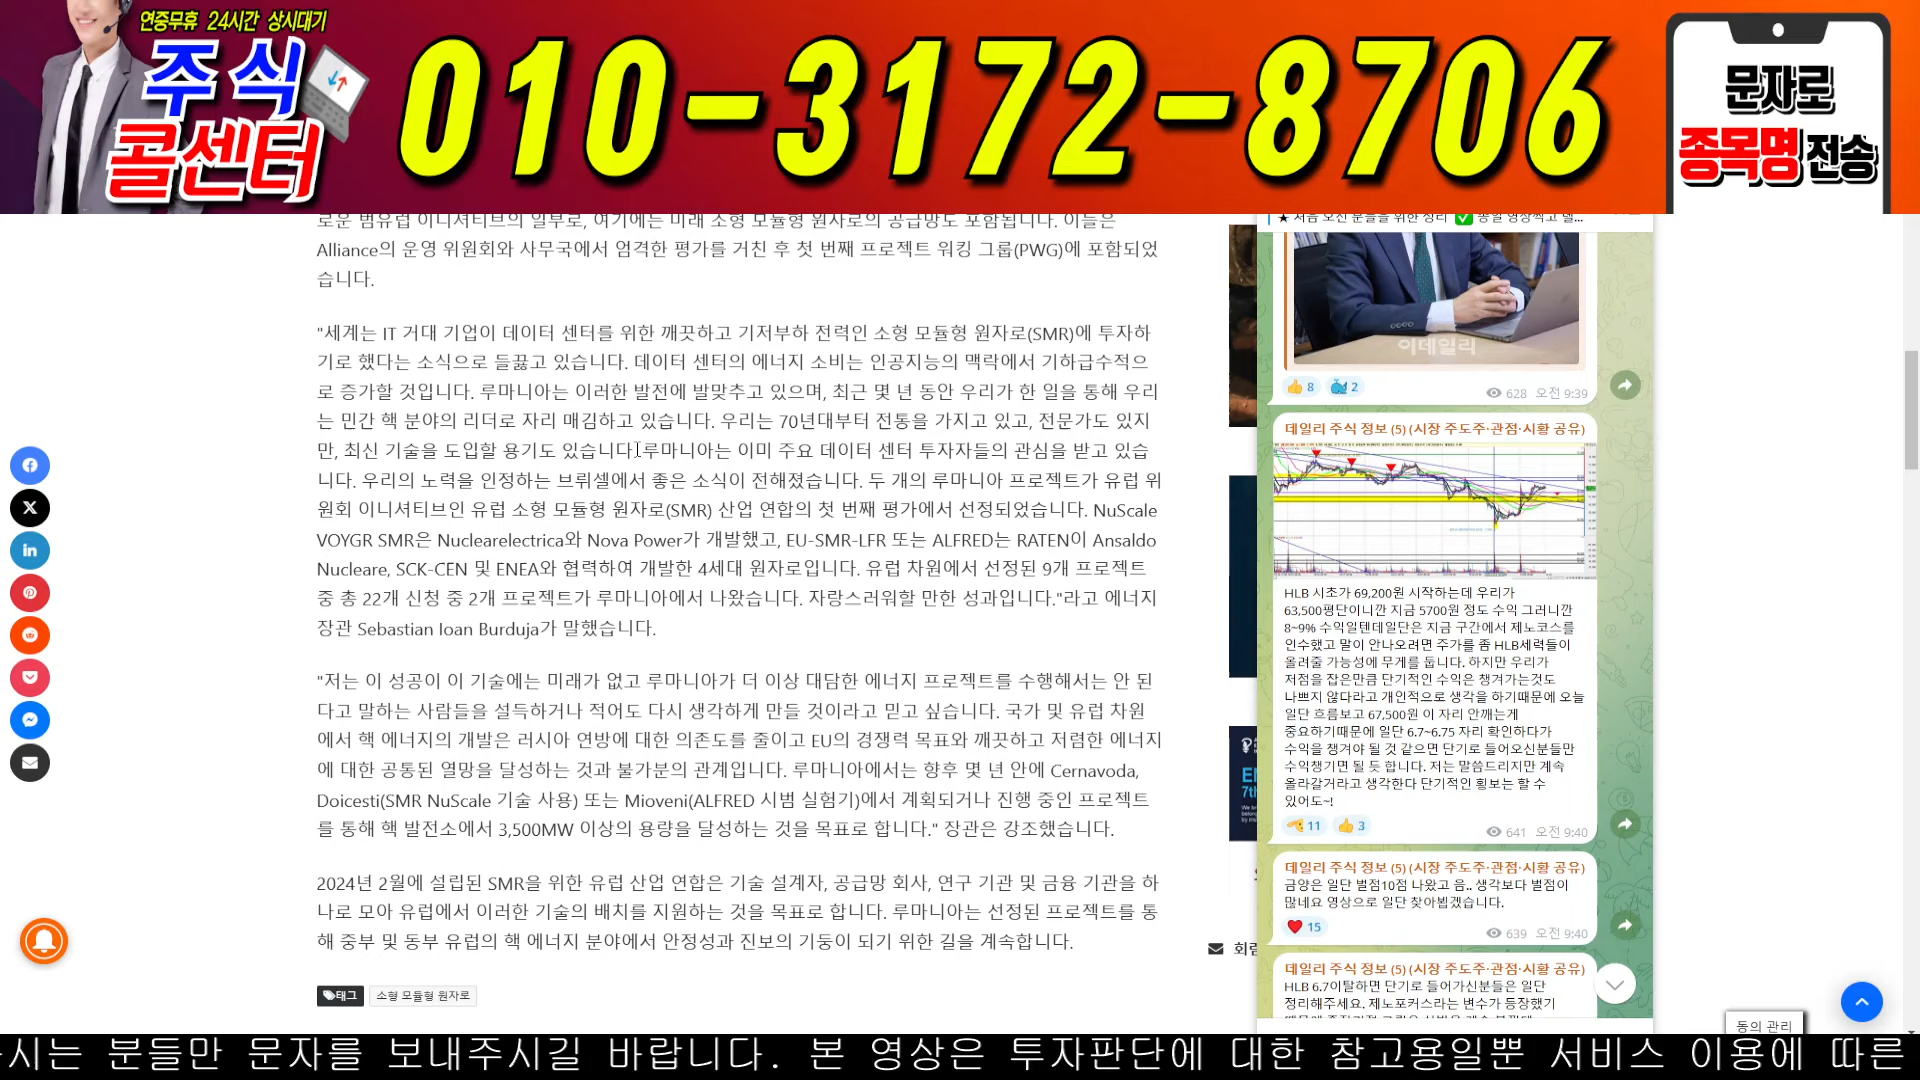 연중무휴 24시간 상시대기
주식
콜센터
010-3172-8706
문자로
종목명 전송
로운 범유럽 이니셔티브의 일부로, 여기에는 미래 소형 모듈형 원자로의 공급망도 포함됩니다. 이들은
Alliance의 운영 위원회와 사무국에서 엄격한 평가를 거친 후 첫 번째 프로젝트 워킹 그룹(PWG)에 포함되었
습니다.
"세계는 IT 거대 기업이 데이터 센터를 위한 깨끗하고 기저부하 전력인 소형 모듈형 원자로(SMR)에 투자하
기로 했다는 소식으로 들끓고 있습니다. 데이터 센터의 에너지 소비는 인공지능의 맥락에서 기하급수적으
로 증가할 것입니다. 루마니아는 이러한 발전에 발맞추고 있으며, 최근 몇 년 동안 우리가 한 일을 통해 우리
는 민간 핵 분야의 리더로 자리 매김하고 있습니다. 우리는 70년대부터 전통을 가지고 있고, 전문가도 있지
만, 최신 기술을 도입할 용기도 있습니다. 루마니아는 이미 주요 데이터 센터 투자자들의 관심을 받고 있습
니다. 우리의 노력을 인정하는 브뤼셀에서 좋은 소식이 전해졌습니다. 두 개의 루마니아 프로젝트가 유럽 위
원회 이니셔티브인 유럽 소형 모듈형 원자로(SMR) 산업 연합의 첫 번째 평가에서 선정되었습니다. NuScale
VOYGR SMR은 Nuclearelectrica와 Nova Power가 개발했고, EU-SMR-LFR 또는 ALFRED는 RATEN이 Ansaldo
Nucleare, SCK-CEN 및 ENEA와 협력하여 개발한 4세대 원자로입니다. 유럽 차원에서 선정된 9개 프로젝트
중 총 22개 신청 중 2개 프로젝트가 루마니아에서 나왔습니다. 자랑스러워할 만한 성과입니다."라고 에너지
장관 Sebastian Ioan Burduja가 말했습니다.
"저는 이 성공이 이 기술에는 미래가 없고 루마니아가 더 이상 대담한 에너지 프로젝트를 수행해서는 안 된
다고 말하는 사람들을 설득하거나 적어도 다시 생각하게 만들 것이라고 믿고 싶습니다. 국가 및 유럽 차원
에서 핵 에너지의 개발은 러시아 연방에 대한 의존도를 줄이고 EU의 경쟁력 목표와 깨끗하고 저렴한 에너지
에 대한 공통된 열망을 달성하는 것과 불가분의 관계입니다. 루마니아에서는 향후 몇 년 안에 Cernavoda,
Doicesti(SMR NuScale 기술 사용) 또는 Mioveni(ALFRED 시범 실험기)에서 계획되거나 진행 중인 프로젝트
를 통해 핵 발전소에서 3,500MW 이상의 용량을 달성하는 것을 목표로 합니다." 장관은 강조했습니다.
2024년 2월에 설립된 SMR을 위한 유럽 산업 연합은 기술 설계자, 공급망 회사, 연구 기관 및 금융 기관을 하
나로 모아 유럽에서 이러한 기술의 배치를 지원하는 것을 목표로 합니다. 루마니아는 선정된 프로젝트를 통
해 중부 및 동부 유럽의 핵 에너지 분야에서 안정성과 진보의 기둥이 되기 위한 길을 계속합니다.
태그 소형 모듈형 원자로
★ 처음 오신 분들을 위한 정리 ✅ 종일 영상찍고 텔...
이데일리
8 2 628 오전 9:39
데일리 주식 정보 (5) (시장 주도주·관점·시황 공유)
HLB 시초가 69,200원 시작하는데 우리가
63,500평단이니깐 지금 5700원 정도 수익 그러니깐
8~9% 수익일텐데일단은 지금 구간에서 제노코스를
인수했고 말이 안나오려면 주가를 좀 HLB세력들이
올려줄 가능성에 무게를 둡니다. 하지만 우리가
저점을 잡은만큼 단기적인 수익은 챙겨가는것도
나쁘지 않다라고 개인적으로 생각을 하기때문에 오늘
일단 흐름보고 67,500원 이 자리 안깨는게
중요하기때문에 일단 6.7~6.75 자리 확인하다가
수익을 챙겨야 될 것 같으면 단기로 들어오신분들만
수익챙기면 될 듯 합니다. 저는 말씀드리지만 계속
올라갈거라고 생각한다 단기적인 횡보는 할 수
있어도~!
11 3 641 오전 9:40
데일리 주식 정보 (5) (시장 주도주·관점·시황 공유)
금양은 일단 벌점10점 나왔고 음.. 생각보다 벌점이
많네요 영상으로 일단 찾아뵙겠습니다.
15 639 오전 9:40
데일리 주식 정보 (5) (시장 주도주·관점·시황 공유)
HLB 6.7이탈하면 단기로 들어가신분들은 일단
정리해주세요. 제노포커스라는 변수가 등장했기
EN
7th
회원
동의 관리
시는 분들만 문자를 보내주시길 바랍니다. 본 영상은 투자판단에 대한 참고용일뿐 서비스 이용에 따른